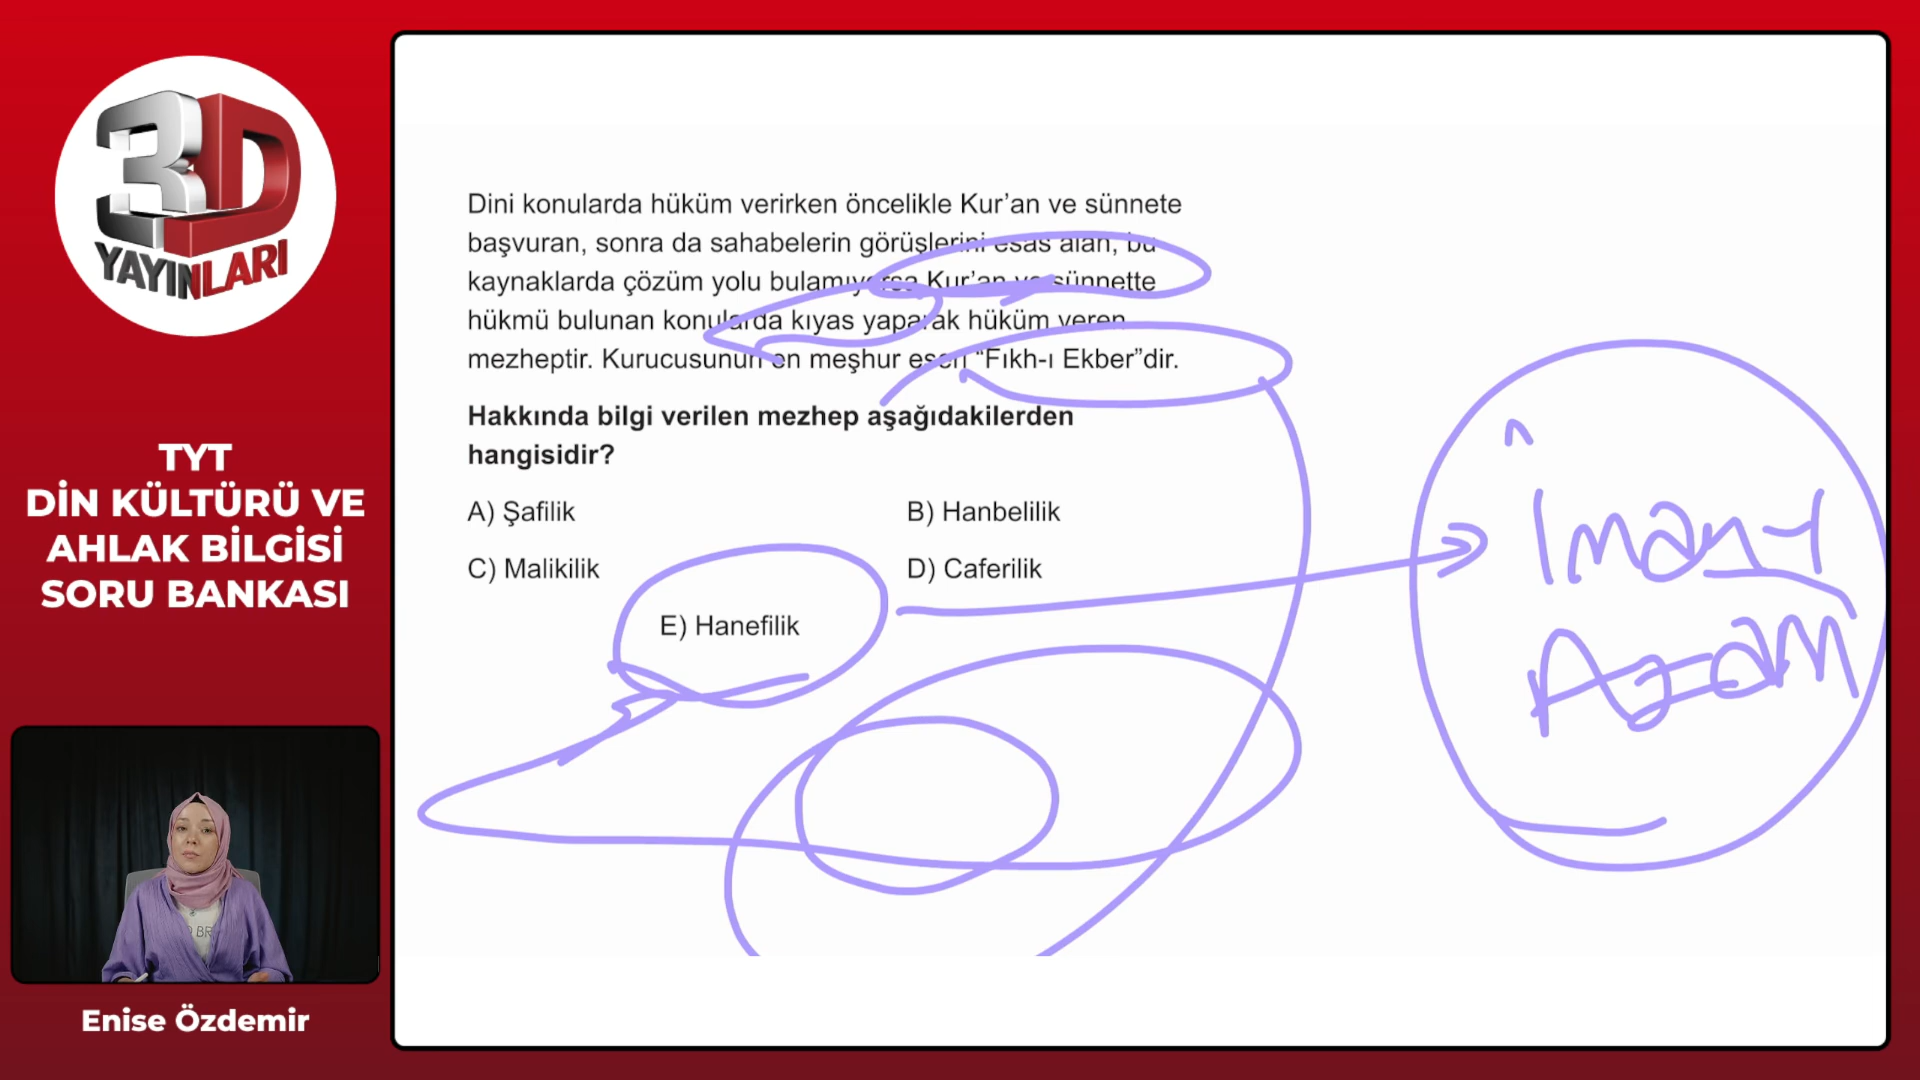 3D
YAYINLARI
TYT
DİN KÜLTÜRÜ VE
AHLAK BİLGİSİ
SORU BANKASI
Enise Özdemir
Dini konularda hüküm verirken öncelikle Kur’an ve sünnete
başvuran, sonra da sahabelerin görüşlerini esas alan, bu
kaynaklarda çözüm yolu bulamıyorsa Kur’an ve sünnette
hükmü bulunan konularda kıyas yaparak hüküm veren
mezheptir. Kurucusunun en meşhur eseri “Fıkh-ı Ekber”dir.
Hakkında bilgi verilen mezhep aşağıdakilerden
hangisidir?
A) Şafilik
B) Hanbelilik
C) Malikilik
D) Caferilik
E) Hanefilik
Azam